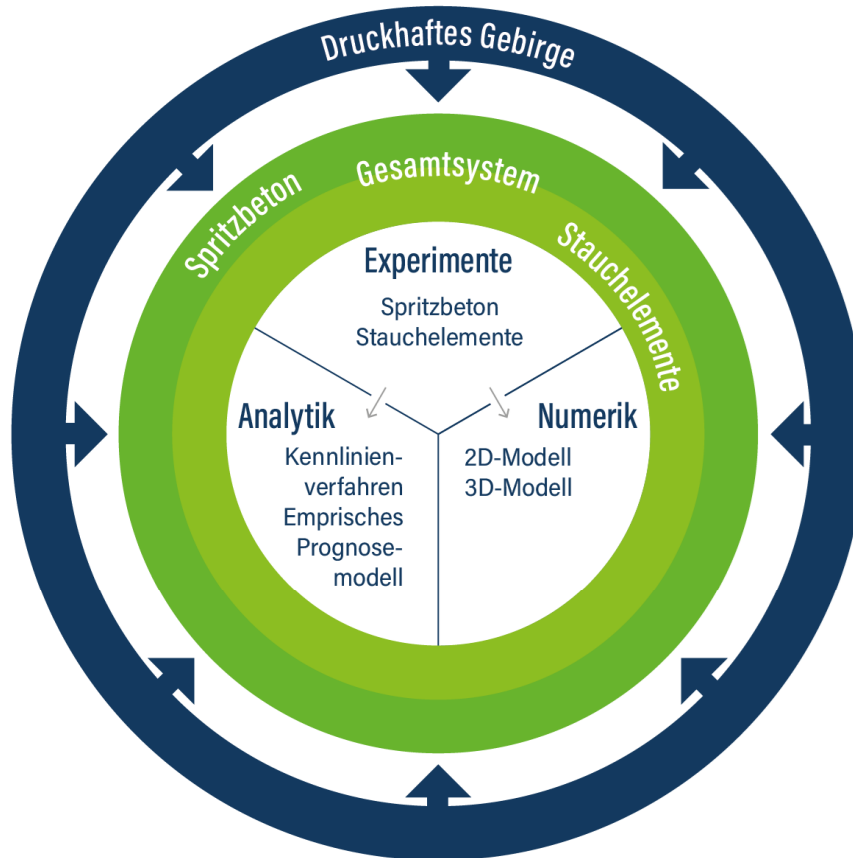 Druckhaftes Gebirge
Gesamtsystem
Spritzbeton
Stauchelemente
Experimente
Spritzbeton
Stauchelemente
Analytik
Kennlinien-
verfahren
Emprisches
Prognose-
modell
Numerik
2D-Modell
3D-Modell